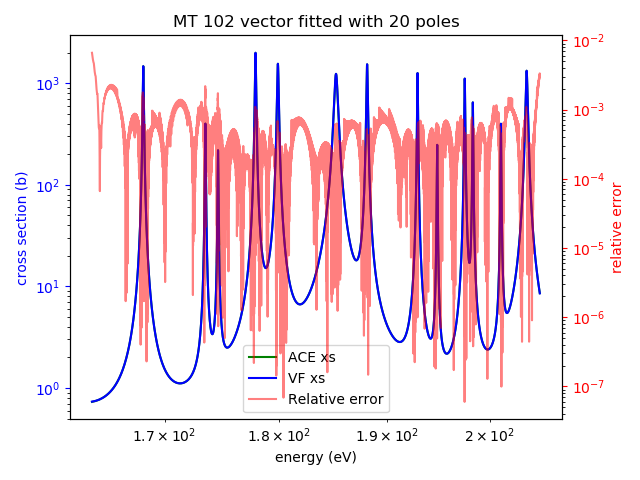 MT 102 vector fitted with 20 poles
10³
10²
10¹
10⁰
cross section (b)
10⁻²
10⁻³
10⁻⁴
10⁻⁵
10⁻⁶
10⁻⁷
relative error
ACE xs
VF xs
Relative error
1.7 × 10² 1.8 × 10² 1.9 × 10² 2 × 10²
energy (eV)